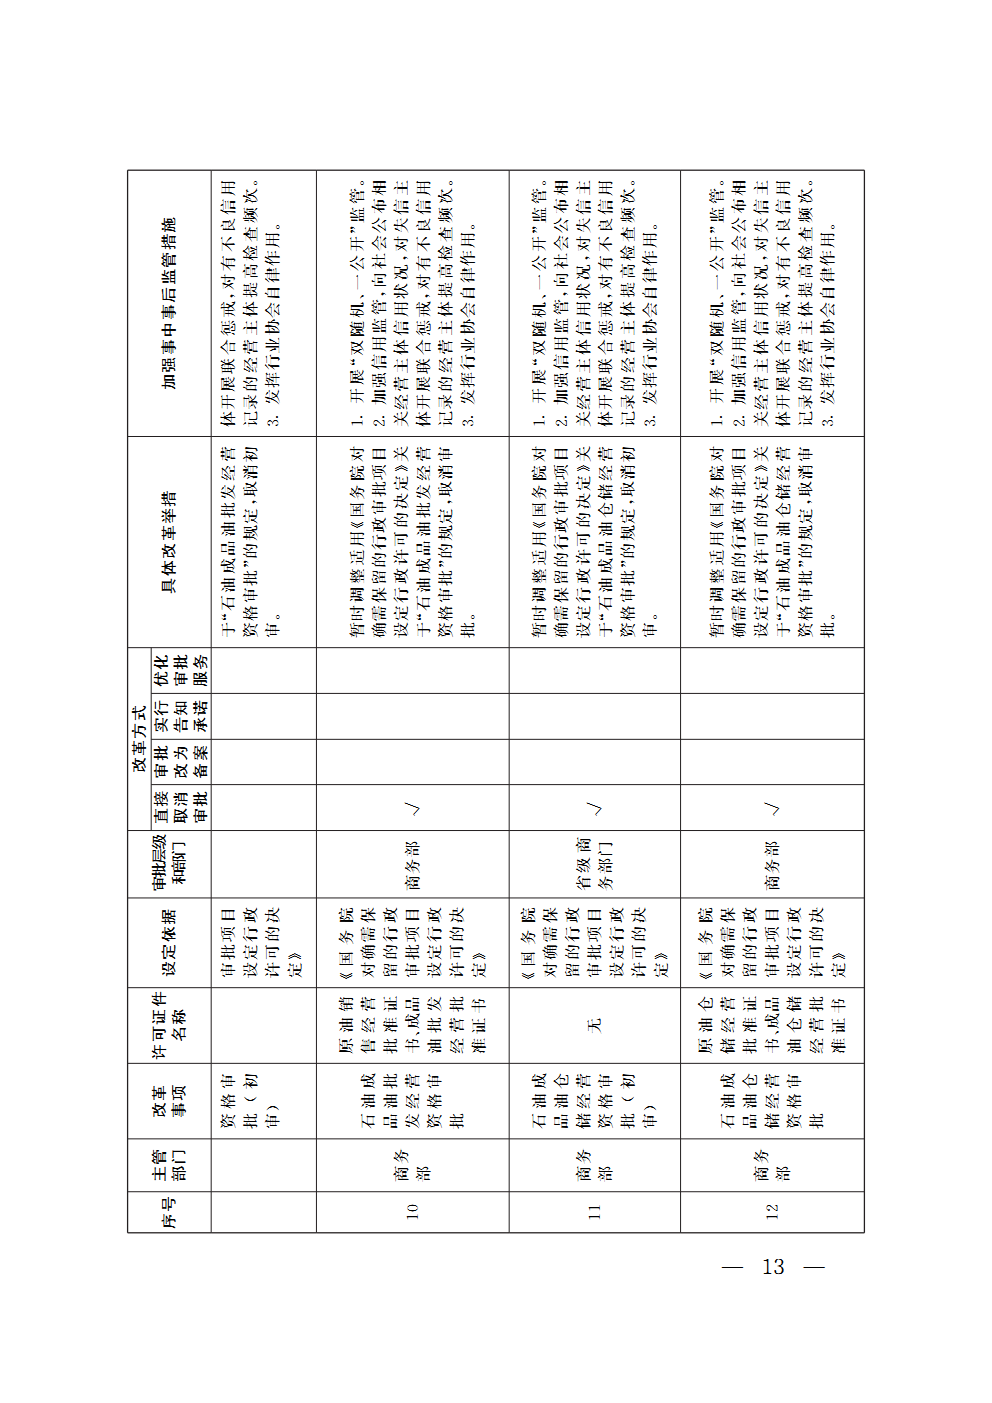 序号
主管
部门
改革
事项
许可证件
名称
设定依据
审批层级
和部门
改革方式
直接
取消
审批
审批
改为
备案
实行
告知
承诺
优化
审批
服务
具体改革举措
加强事中事后监管措施
资格审
批（初
审）
审批项目
设定行政
许可的决
定》
于“石油成品油批发经营
资格审批”的规定,取消初
审。
体开展联合惩戒,对有不良信用
记录的经营主体提高检查频次。
3. 发挥行业协会自律作用。
10
商务
部
石油成
品油批
发经营
资格审
批
原油销
售经营
批准证
书、成品
油批发
经营批
准证书
《国务院
对确需保
留的行政
审批项目
设定行政
许可的决
定》
商务部
√
暂时调整适用《国务院对
确需保留的行政审批项目
设定行政许可的决定》关
于“石油成品油批发经营
资格审批”的规定,取消审
批。
1. 开展“双随机、一公开”监管。
2. 加强信用监管,向社会公布相
关经营主体信用状况,对失信主
体开展联合惩戒,对有不良信用
记录的经营主体提高检查频次。
3. 发挥行业协会自律作用。
11
商务
部
石油成
品油仓
储经营
资格审
批（初
审）
无
《国务院
对确需保
留的行政
审批项目
设定行政
许可的决
定》
省级商
务部门
√
暂时调整适用《国务院对
确需保留的行政审批项目
设定行政许可的决定》关
于“石油成品油仓储经营
资格审批”的规定,取消初
审。
1. 开展“双随机、一公开”监管。
2. 加强信用监管,向社会公布相
关经营主体信用状况,对失信主
体开展联合惩戒,对有不良信用
记录的经营主体提高检查频次。
3. 发挥行业协会自律作用。
12
商务
部
石油成
品油仓
储经营
资格审
批
原油仓
储经营
批准证
书、成品
油仓储
经营批
准证书
《国务院
对确需保
留的行政
审批项目
设定行政
许可的决
定》
商务部
√
暂时调整适用《国务院对
确需保留的行政审批项目
设定行政许可的决定》关
于“石油成品油仓储经营
资格审批”的规定,取消审
批。
1. 开展“双随机、一公开”监管。
2. 加强信用监管,向社会公布相
关经营主体信用状况,对失信主
体开展联合惩戒,对有不良信用
记录的经营主体提高检查频次。
3. 发挥行业协会自律作用。
— 13 —